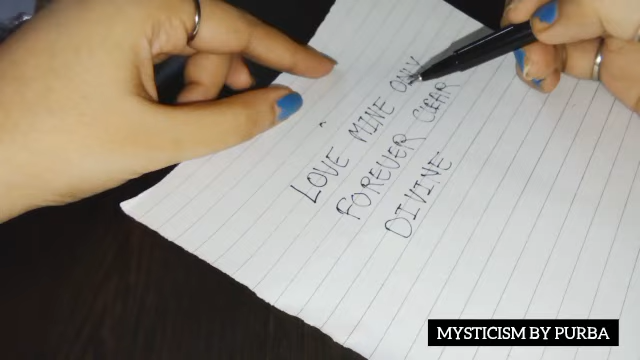 LOVE MINE ONLY
FOREVER CLEAR
DIVINE
MYSTICISM BY PURBA